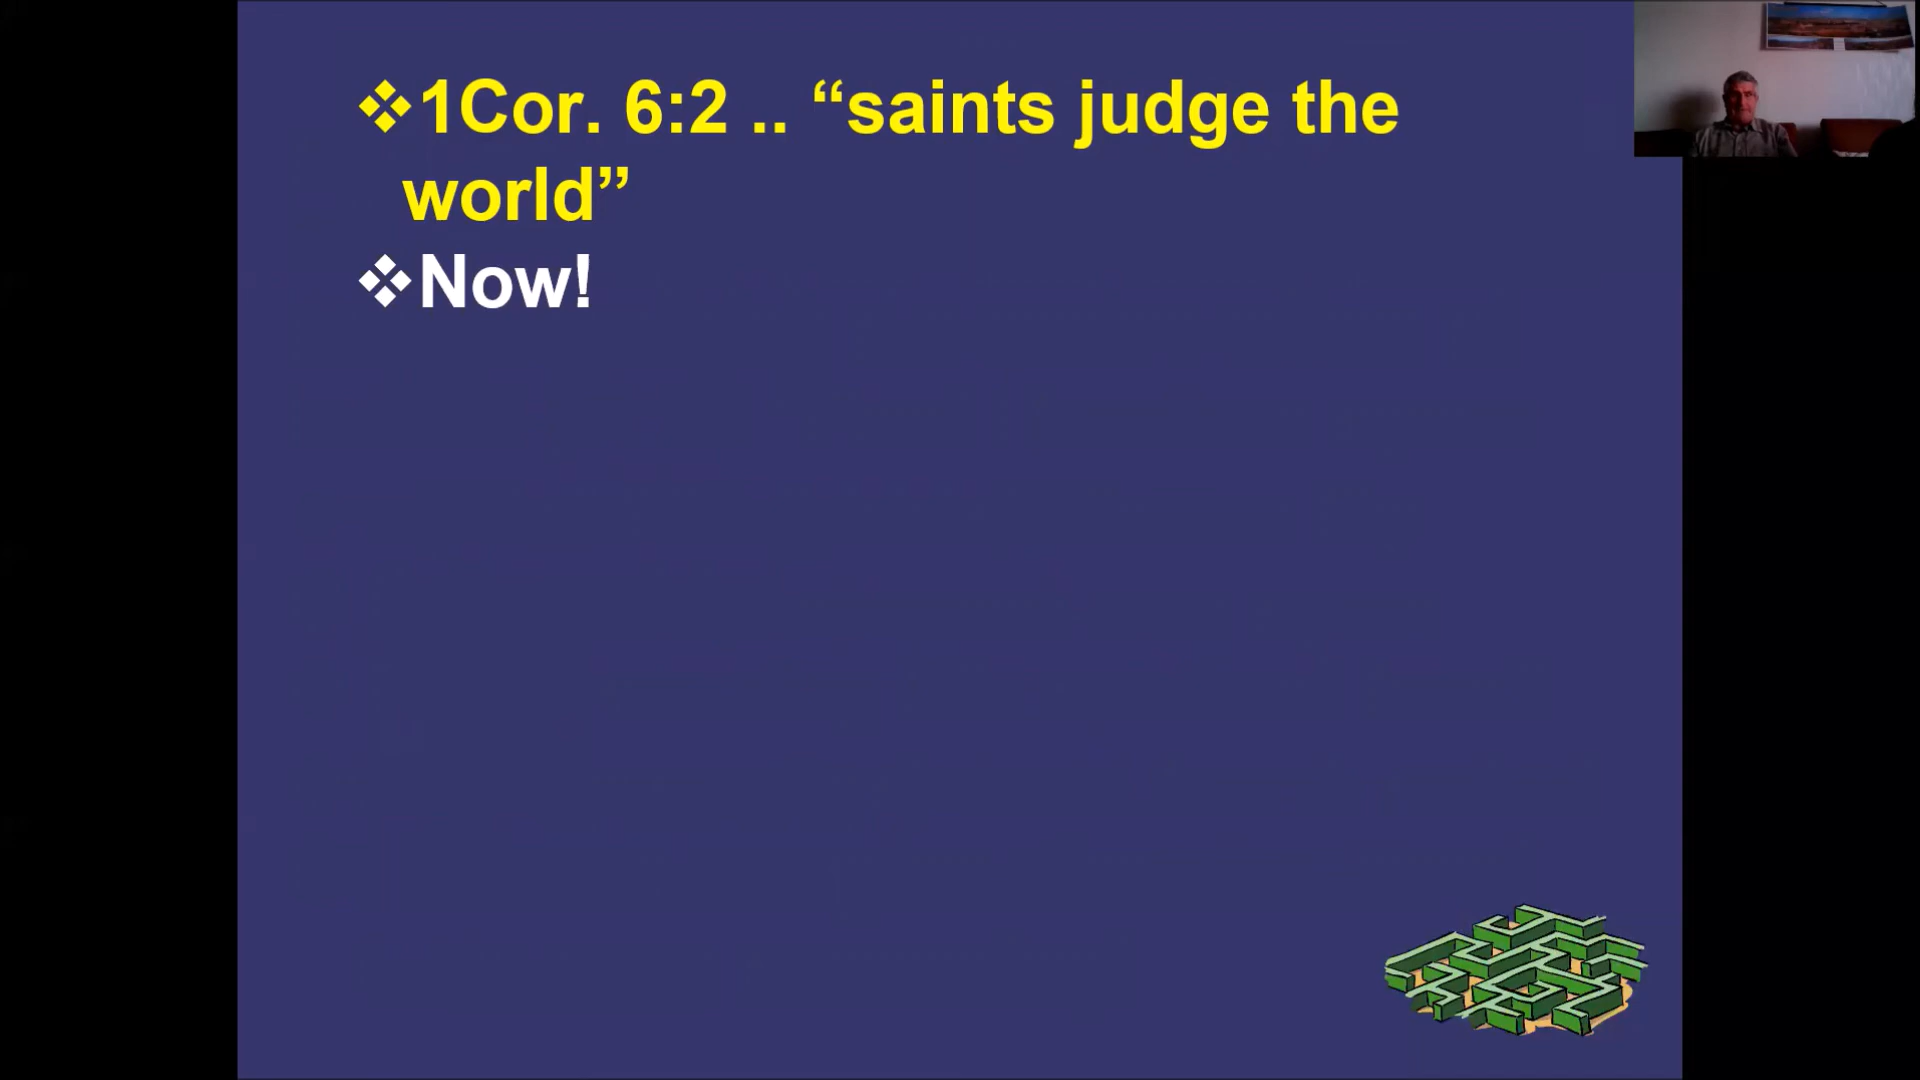 ❖1Cor. 6:2 .. “saints judge the
world”
❖Now!